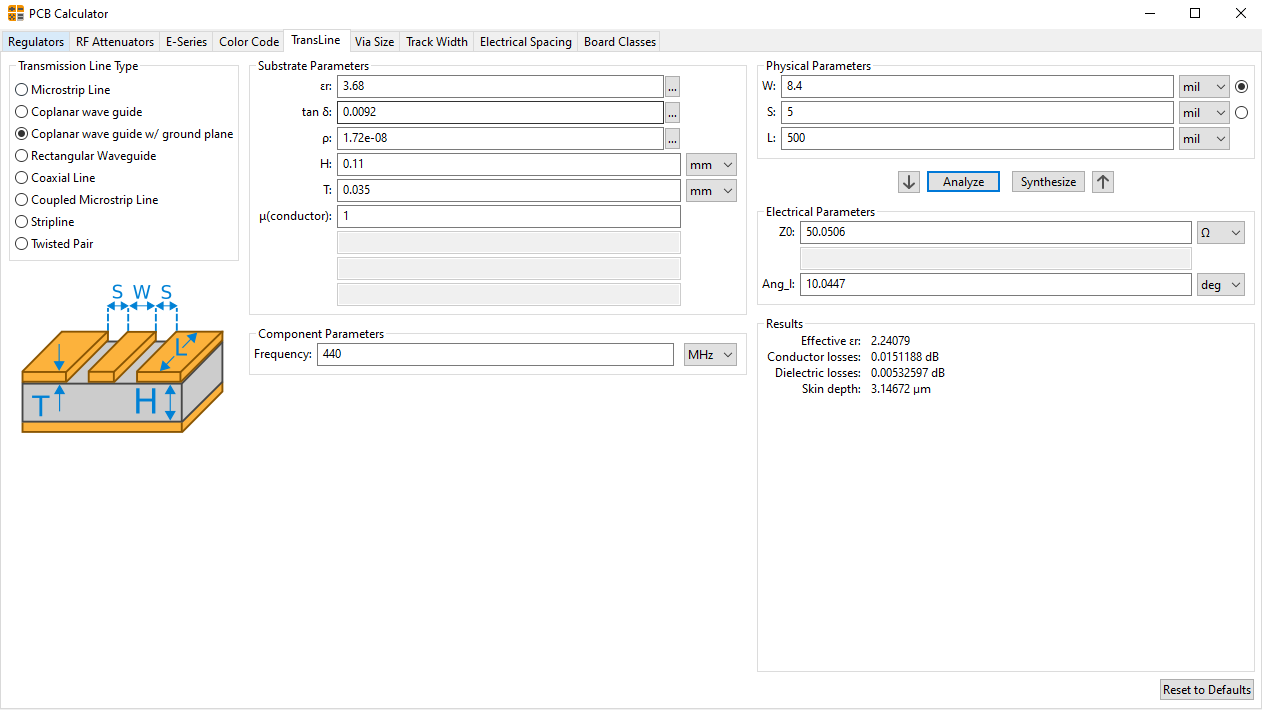 PCB Calculator
Regulators RF Attenuators E-Series Color Code TransLine Via Size Track Width Electrical Spacing Board Classes
Transmission Line Type
Microstrip Line
Coplanar wave guide
Coplanar wave guide w/ ground plane
Rectangular Waveguide
Coaxial Line
Coupled Microstrip Line
Stripline
Twisted Pair
S W S
L
T H
Substrate Parameters
εr: 3.68 ...
tan δ: 0.0092 ...
ρ: 1.72e-08 ...
H: 0.11 mm
T: 0.035 mm
μ(conductor): 1
Component Parameters
Frequency: 440 MHz
Physical Parameters
W: 8.4 mil
S: 5 mil
L: 500 mil
Analyze Synthesize
Electrical Parameters
Z0: 50.0506 Ω
Ang_l: 10.0447 deg
Results
Effective εr: 2.24079
Conductor losses: 0.0151188 dB
Dielectric losses: 0.00532597 dB
Skin depth: 3.14672 μm
Reset to Defaults